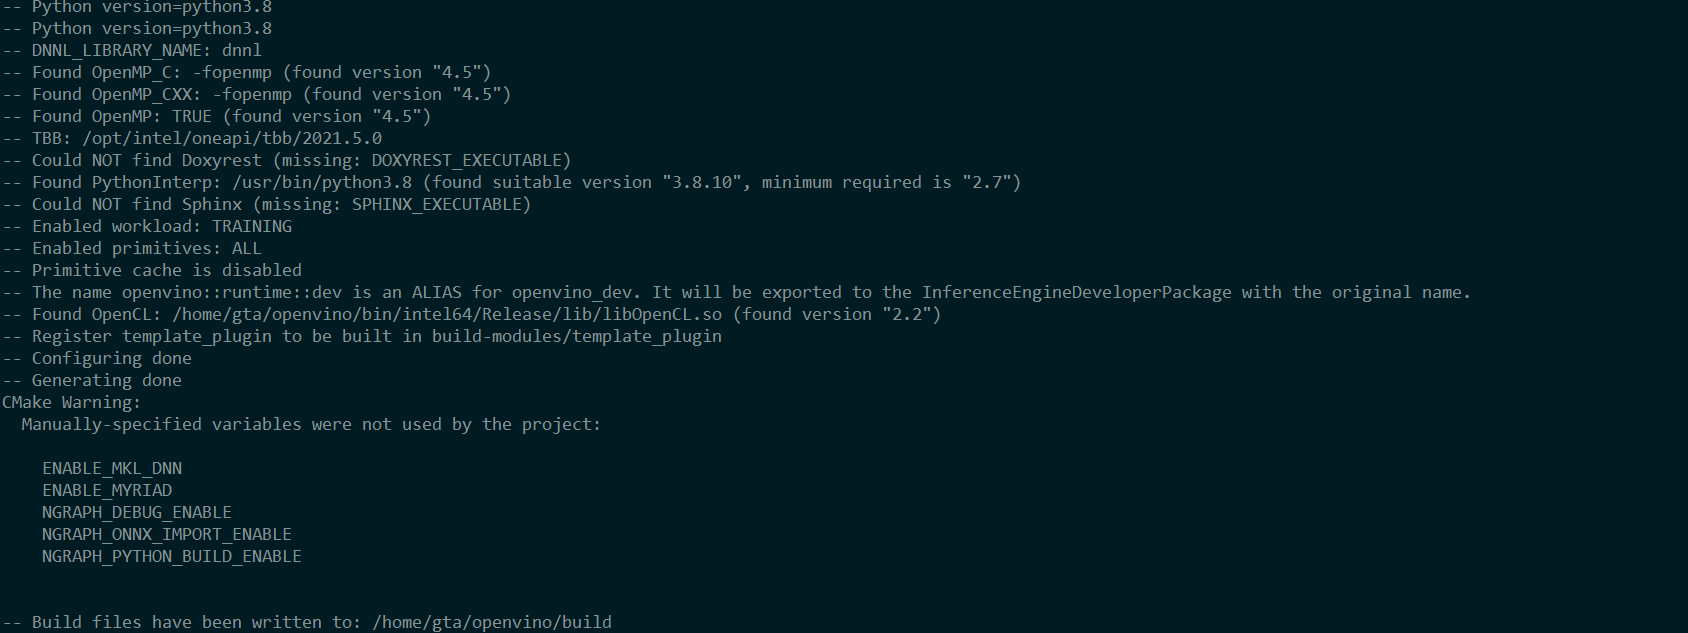 -- Python version=python3.8
-- Python version=python3.8
-- DNNL_LIBRARY_NAME: dnnl
-- Found OpenMP_C: -fopenmp (found version "4.5")
-- Found OpenMP_CXX: -fopenmp (found version "4.5")
-- Found OpenMP: TRUE (found version "4.5")
-- TBB: /opt/intel/oneapi/tbb/2021.5.0
-- Could NOT find Doxyrest (missing: DOXYREST_EXECUTABLE)
-- Found PythonInterp: /usr/bin/python3.8 (found suitable version "3.8.10", minimum required is "2.7")
-- Could NOT find Sphinx (missing: SPHINX_EXECUTABLE)
-- Enabled workload: TRAINING
-- Enabled primitives: ALL
-- Primitive cache is disabled
-- The name openvino::runtime::dev is an ALIAS for openvino_dev. It will be exported to the InferenceEngineDeveloperPackage with the original name.
-- Found OpenCL: /home/gta/openvino/bin/intel64/Release/lib/libOpenCL.so (found version "2.2")
-- Register template_plugin to be built in build-modules/template_plugin
-- Configuring done
-- Generating done
CMake Warning:
  Manually-specified variables were not used by the project:

    ENABLE_MKL_DNN
    ENABLE_MYRIAD
    NGRAPH_DEBUG_ENABLE
    NGRAPH_ONNX_IMPORT_ENABLE
    NGRAPH_PYTHON_BUILD_ENABLE


-- Build files have been written to: /home/gta/openvino/build